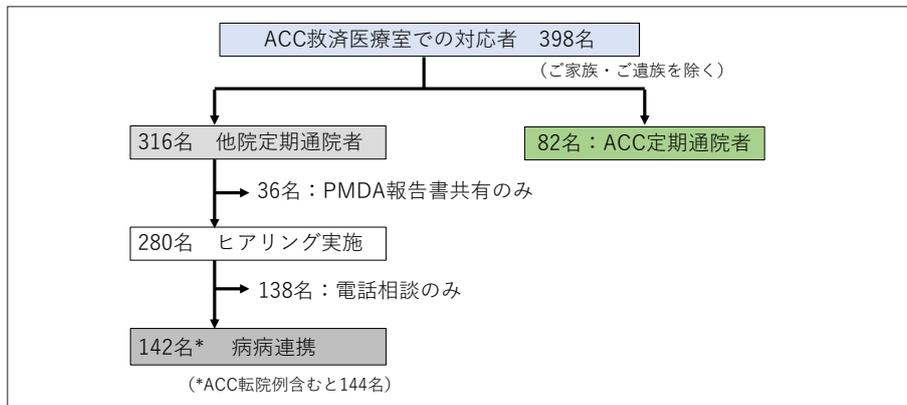 ACC救済医療室での対応者 398名
（ご家族・ご遺族を除く）
316名 他院定期通院者
82名：ACC定期通院者
36名：PMDA報告書共有のみ
280名 ヒアリング実施
138名：電話相談のみ
142名* 病病連携
（*ACC転院例含むと144名）